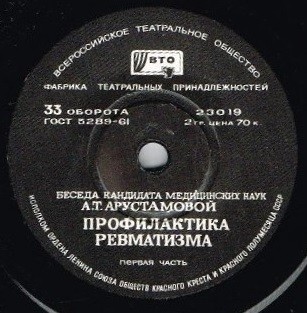 ВСЕРОССИЙСКОЕ ТЕАТРАЛЬНОЕ ОБЩЕСТВО
ВТО
ФАБРИКА ТЕАТРАЛЬНЫХ ПРИНАДЛЕЖНОСТЕЙ
33 ОБОРОТА 23019
ГОСТ 5289-61 2 ГР. ЦЕНА 70 К.
БЕСЕДА КАНДИДАТА МЕДИЦИНСКИХ НАУК
А.Т. АРУСТАМОВОЙ
ПРОФИЛАКТИКА
РЕВМАТИЗМА
ПЕРВАЯ ЧАСТЬ
ИСПОЛКОМ ОРДЕНА ЛЕНИНА СОЮЗА ОБЩЕСТВ КРАСНОГО КРЕСТА И КРАСНОГО ПОЛУМЕСЯЦА СССР